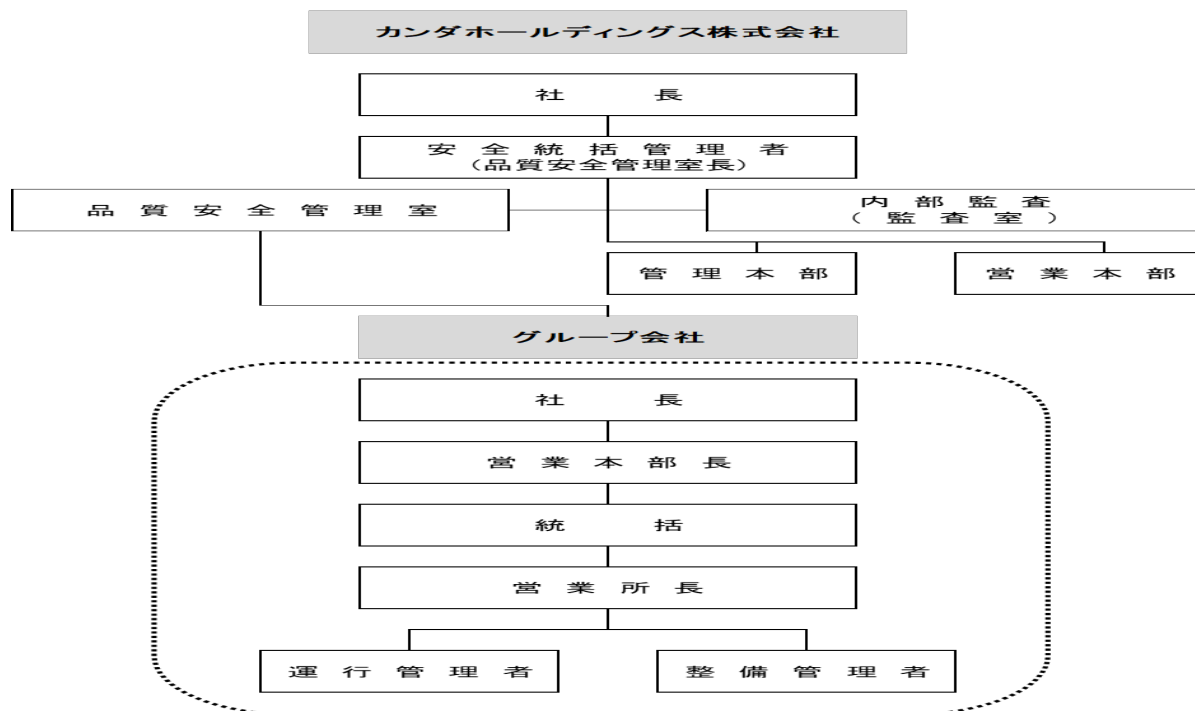 カンダホールディングス株式会社
社長
安全統括管理者
(品質安全管理室長)
品質安全管理室
内部監査
(監査室)
管理本部
営業本部
グループ会社
社長
営業本部長
統括
営業所長
運行管理者
整備管理者